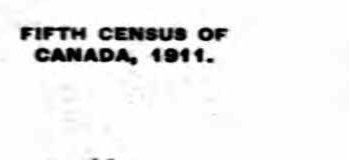 FIFTH CENSUS OF
CANADA, 1911.